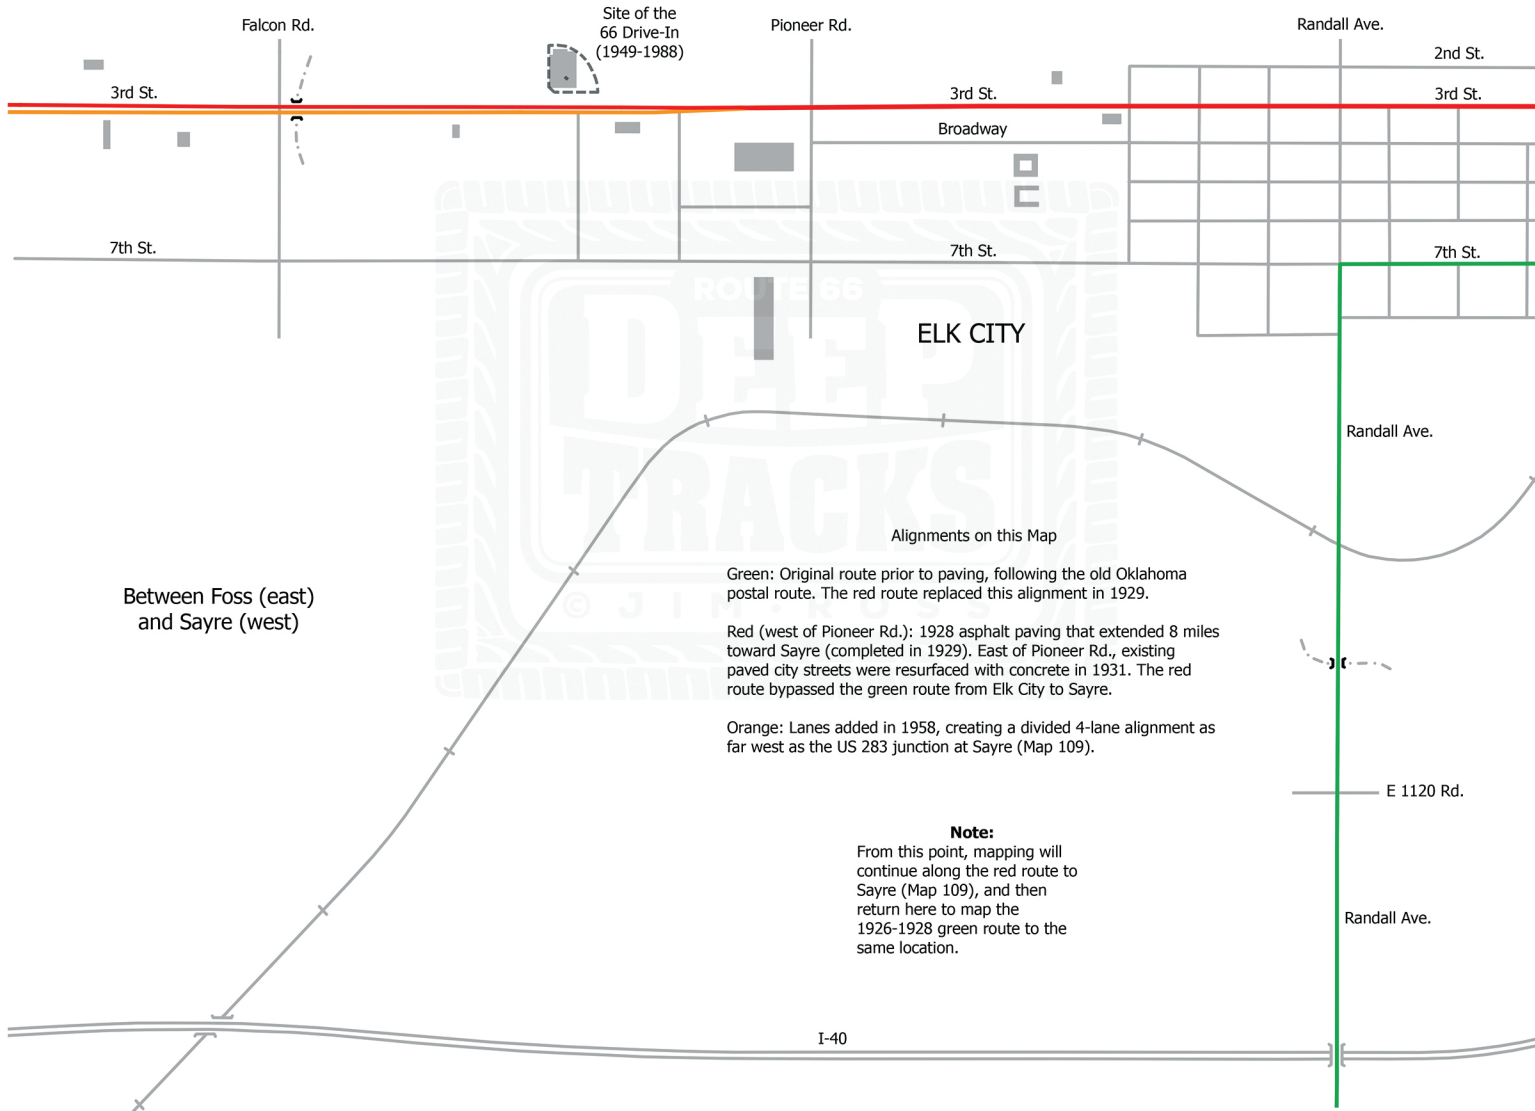 Falcon Rd.
Site of the
66 Drive-In
(1949-1988)
Pioneer Rd.
Randall Ave.
2nd St.
3rd St.
3rd St.
3rd St.
Broadway
7th St.
7th St.
7th St.
ROUTE 66
DEEP
TRACKS
© JIM · ROSS
ELK CITY
Randall Ave.
Between Foss (east)
and Sayre (west)
Alignments on this Map
Green: Original route prior to paving, following the old Oklahoma
postal route. The red route replaced this alignment in 1929.
Red (west of Pioneer Rd.): 1928 asphalt paving that extended 8 miles
toward Sayre (completed in 1929). East of Pioneer Rd., existing
paved city streets were resurfaced with concrete in 1931. The red
route bypassed the green route from Elk City to Sayre.
Orange: Lanes added in 1958, creating a divided 4-lane alignment as
far west as the US 283 junction at Sayre (Map 109).
E 1120 Rd.
Note:
From this point, mapping will
continue along the red route to
Sayre (Map 109), and then
return here to map the
1926-1928 green route to the
same location.
Randall Ave.
I-40